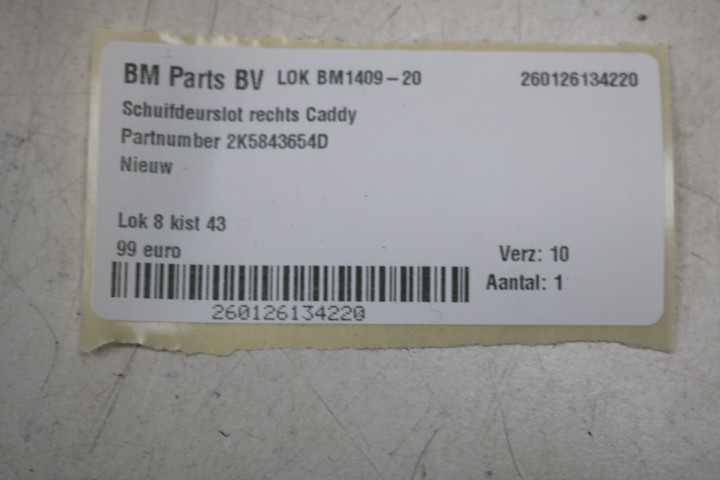 BM Parts BV LOK BM1409-20 260126134220
Schuifdeurslot rechts Caddy
Partnumber 2K5843654D
Nieuw
Lok 8 kist 43
99 euro Verz: 10
Aantal: 1
260126134220